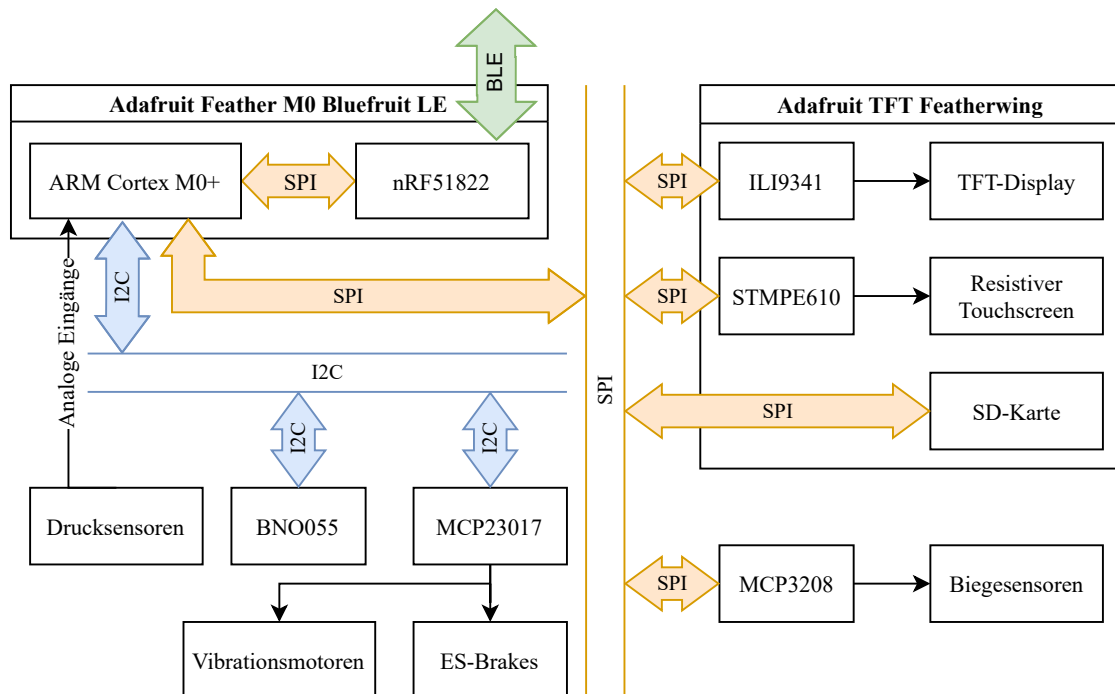 BLE
Adafruit Feather M0 Bluefruit LE
Adafruit TFT Featherwing
ARM Cortex M0+
SPI
nRF51822
SPI
ILI9341
TFT-Display
Analoge Eingänge
I2C
SPI
SPI
STMPE610
Resistiver
Touchscreen
I2C
SPI
SPI
SD-Karte
I2C
I2C
Drucksensoren
BNO055
MCP23017
SPI
MCP3208
Biegesensoren
Vibrationsmotoren
ES-Brakes